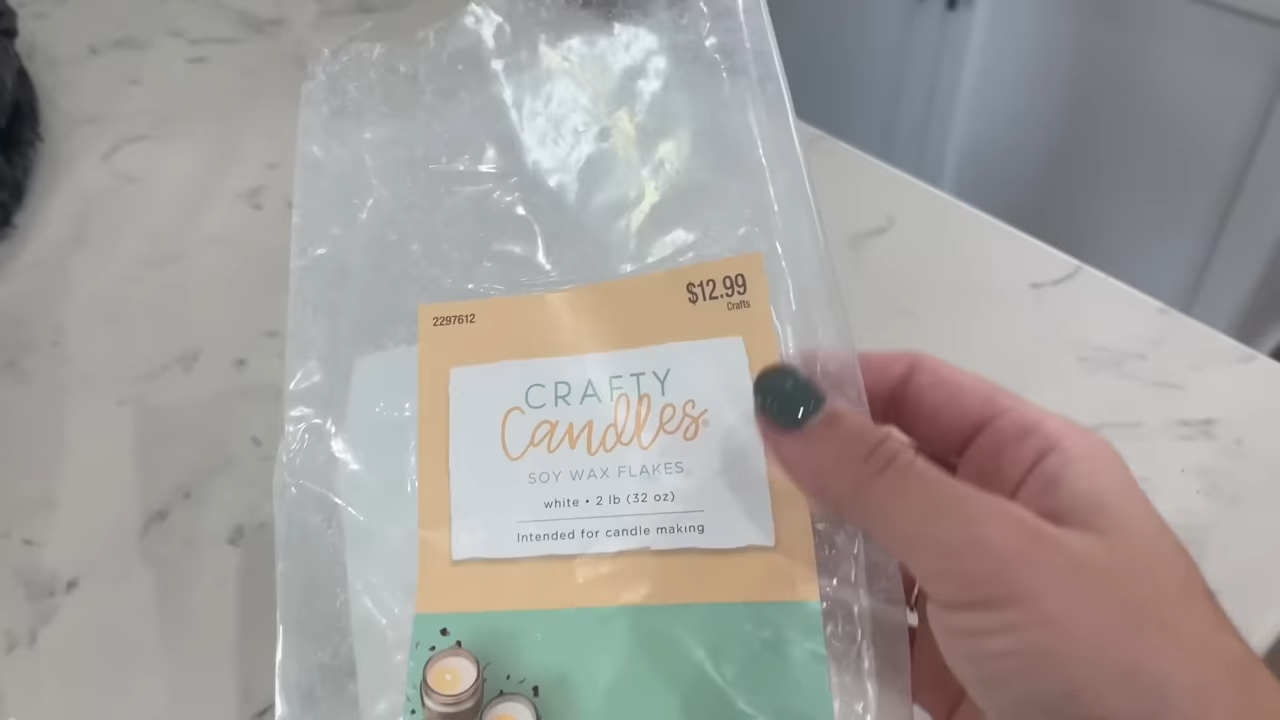 $12.99
Crafts
2297612
CRAFTY
Candles®
SOY WAX FLAKES
white • 2 lb (32 oz)
Intended for candle making